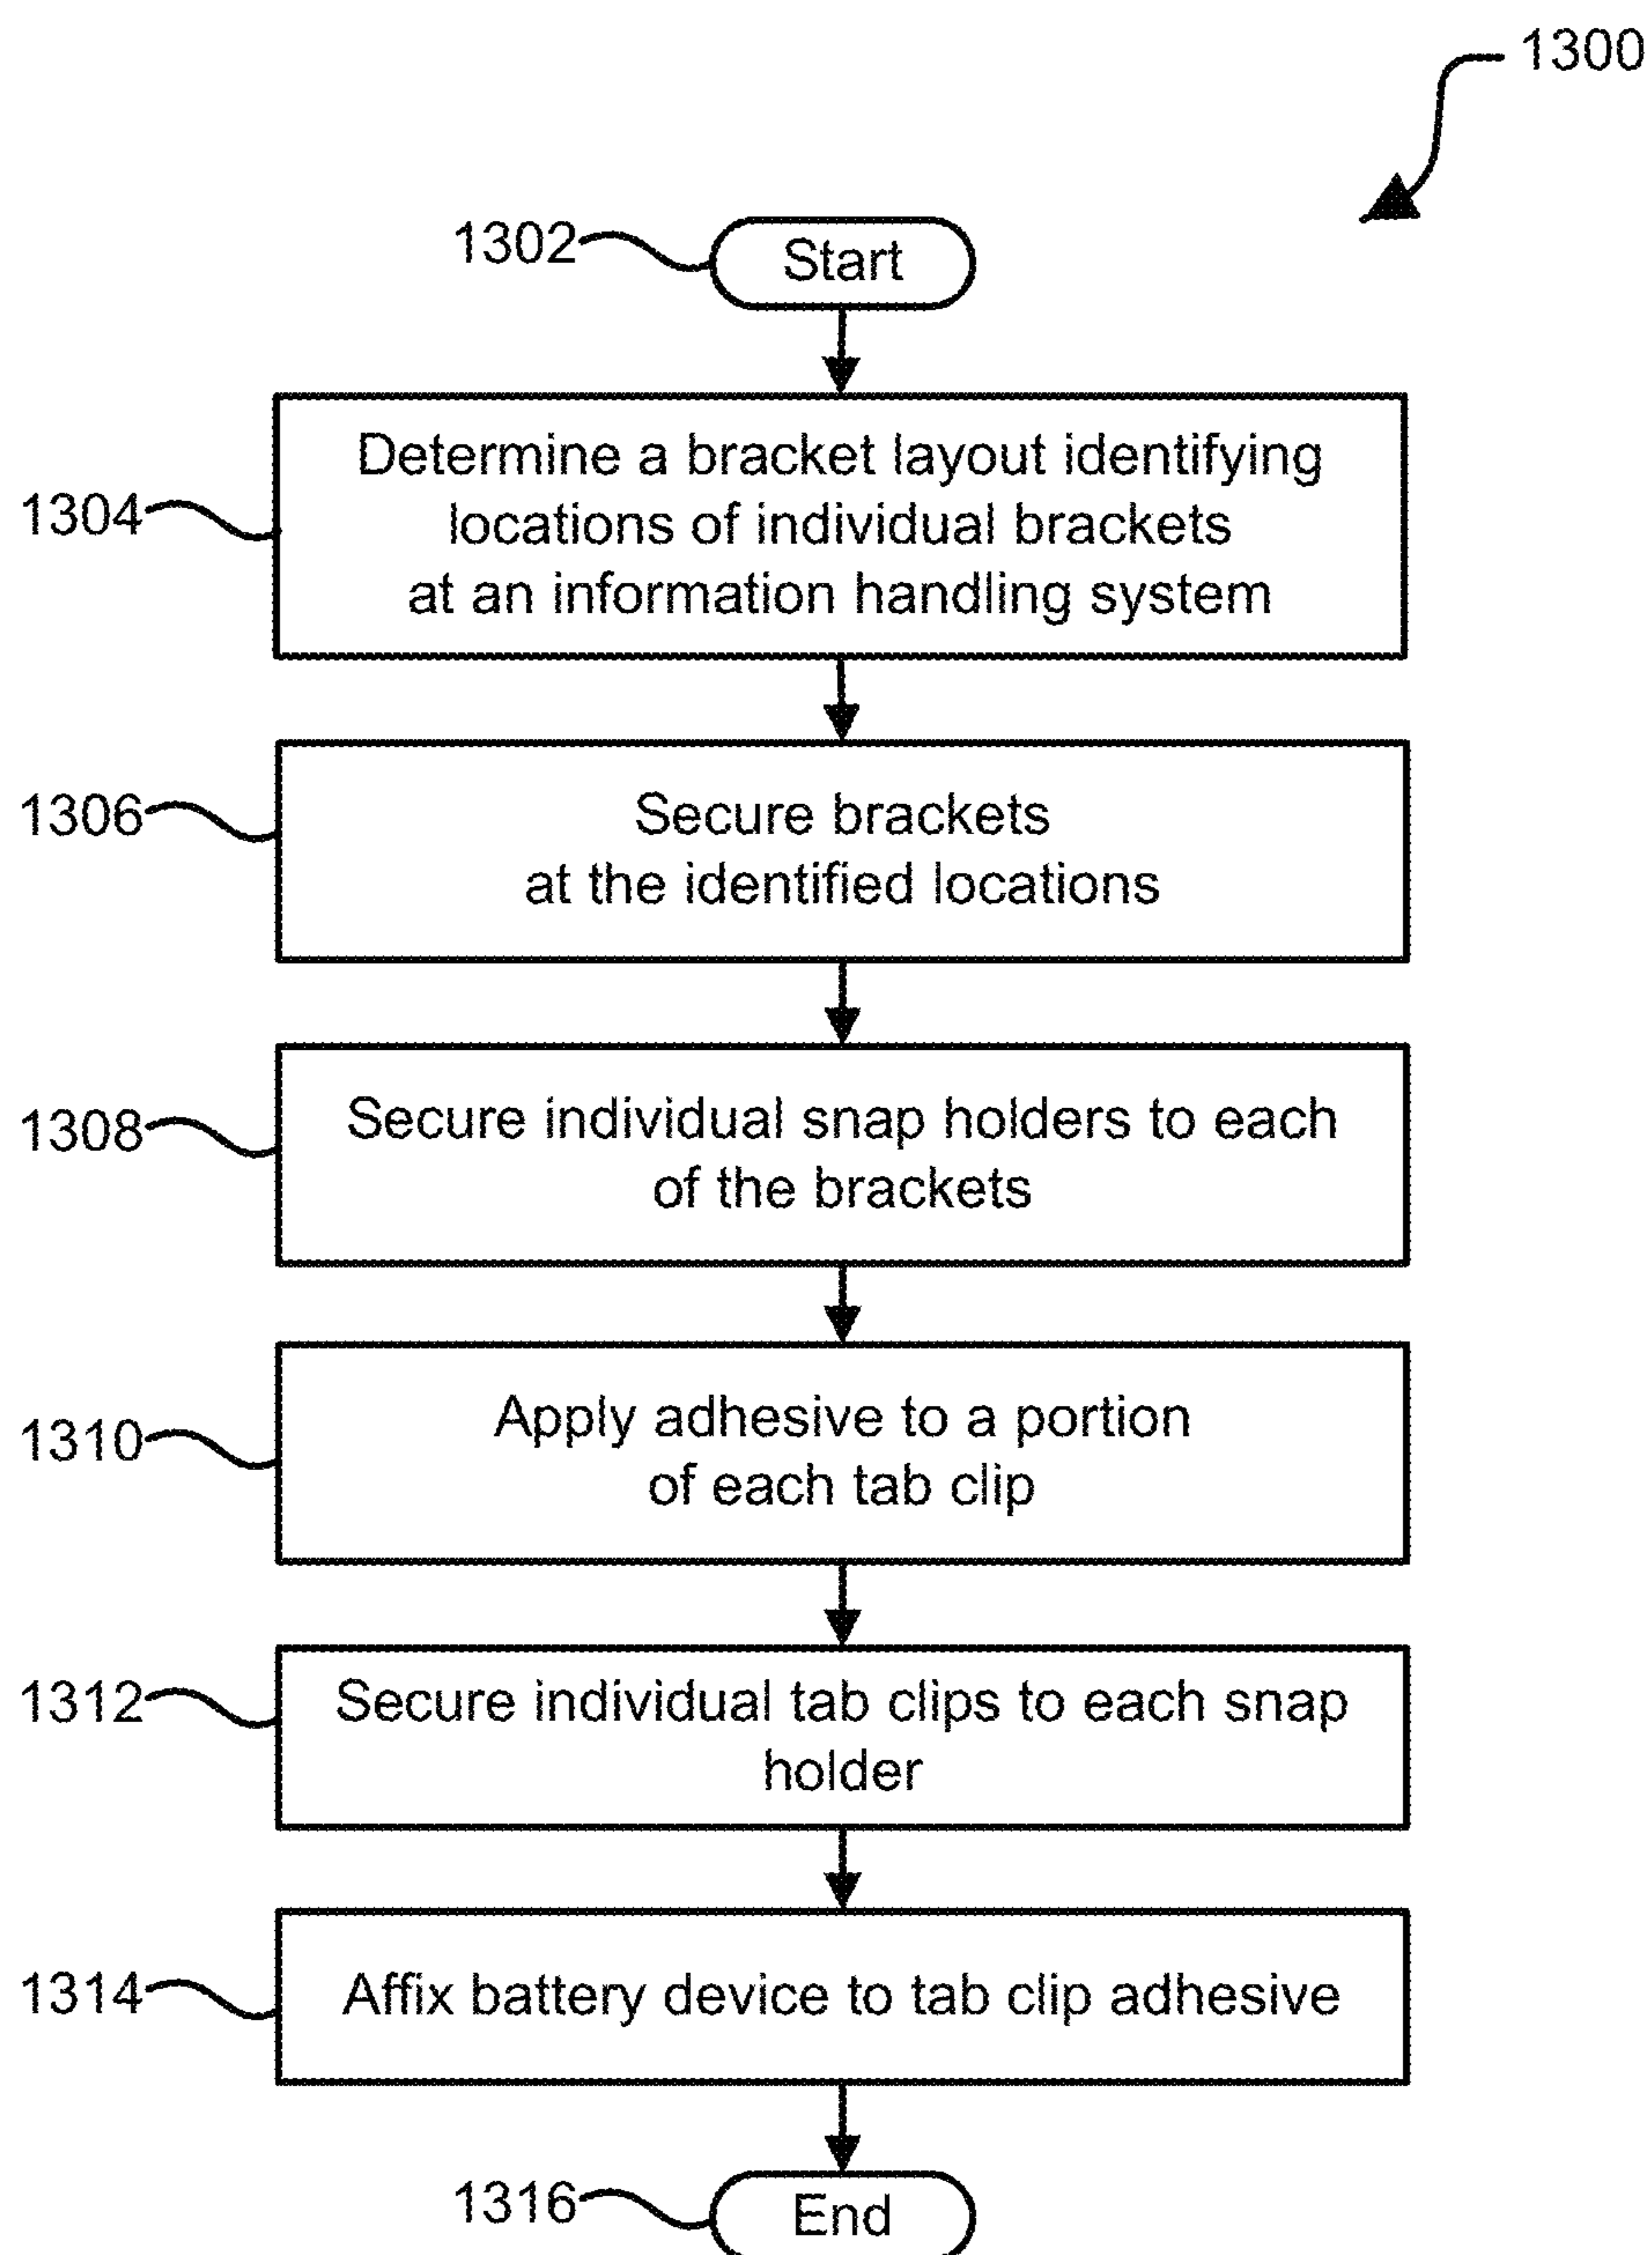 1300
1302
Start
1304
Determine a bracket layout identifying
locations of individual brackets
at an information handling system
1306
Secure brackets
at the identified locations
1308
Secure individual snap holders to each
of the brackets
1310
Apply adhesive to a portion
of each tab clip
1312
Secure individual tab clips to each snap
holder
1314
Affix battery device to tab clip adhesive
1316
End